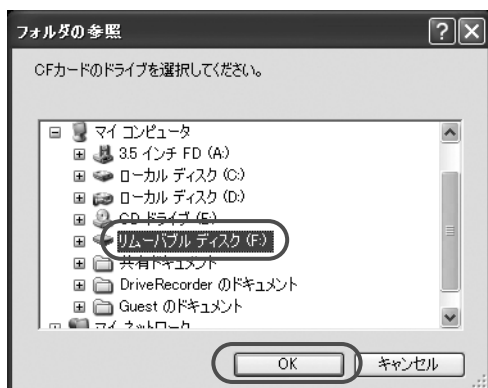 フォルダの参照
CFカードのドライブを選択してください。
マイ コンピュータ
3.5 インチ FD (A:)
ローカル ディスク (C:)
ローカル ディスク (D:)
CD ドライブ (E:)
リムーバブル ディスク (F:)
共有ドキュメント
DriveRecorder のドキュメント
Guest のドキュメント
マイ ネットワーク
OK キャンセル